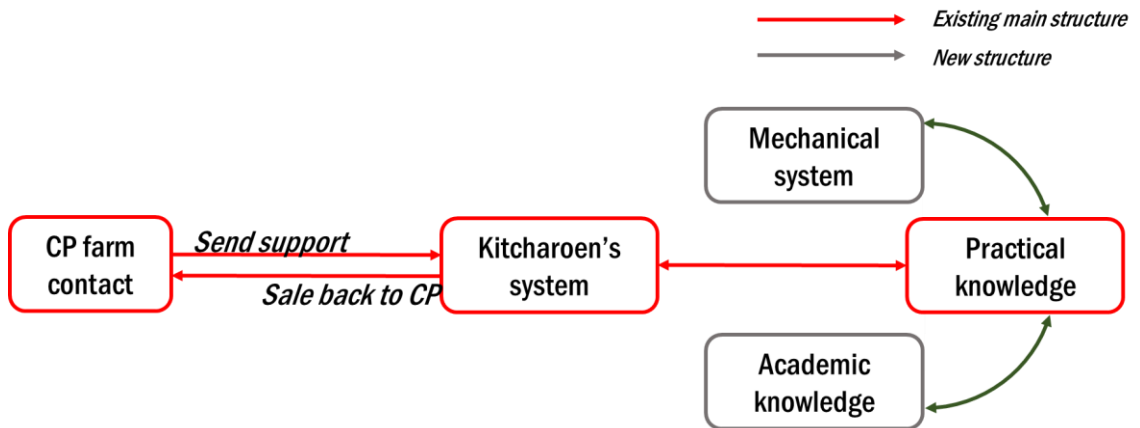 Existing main structure
New structure
Mechanical
system
CP farm
contact
Send support
Sale back to CP
Kitcharoen's
system
Practical
knowledge
Academic
knowledge